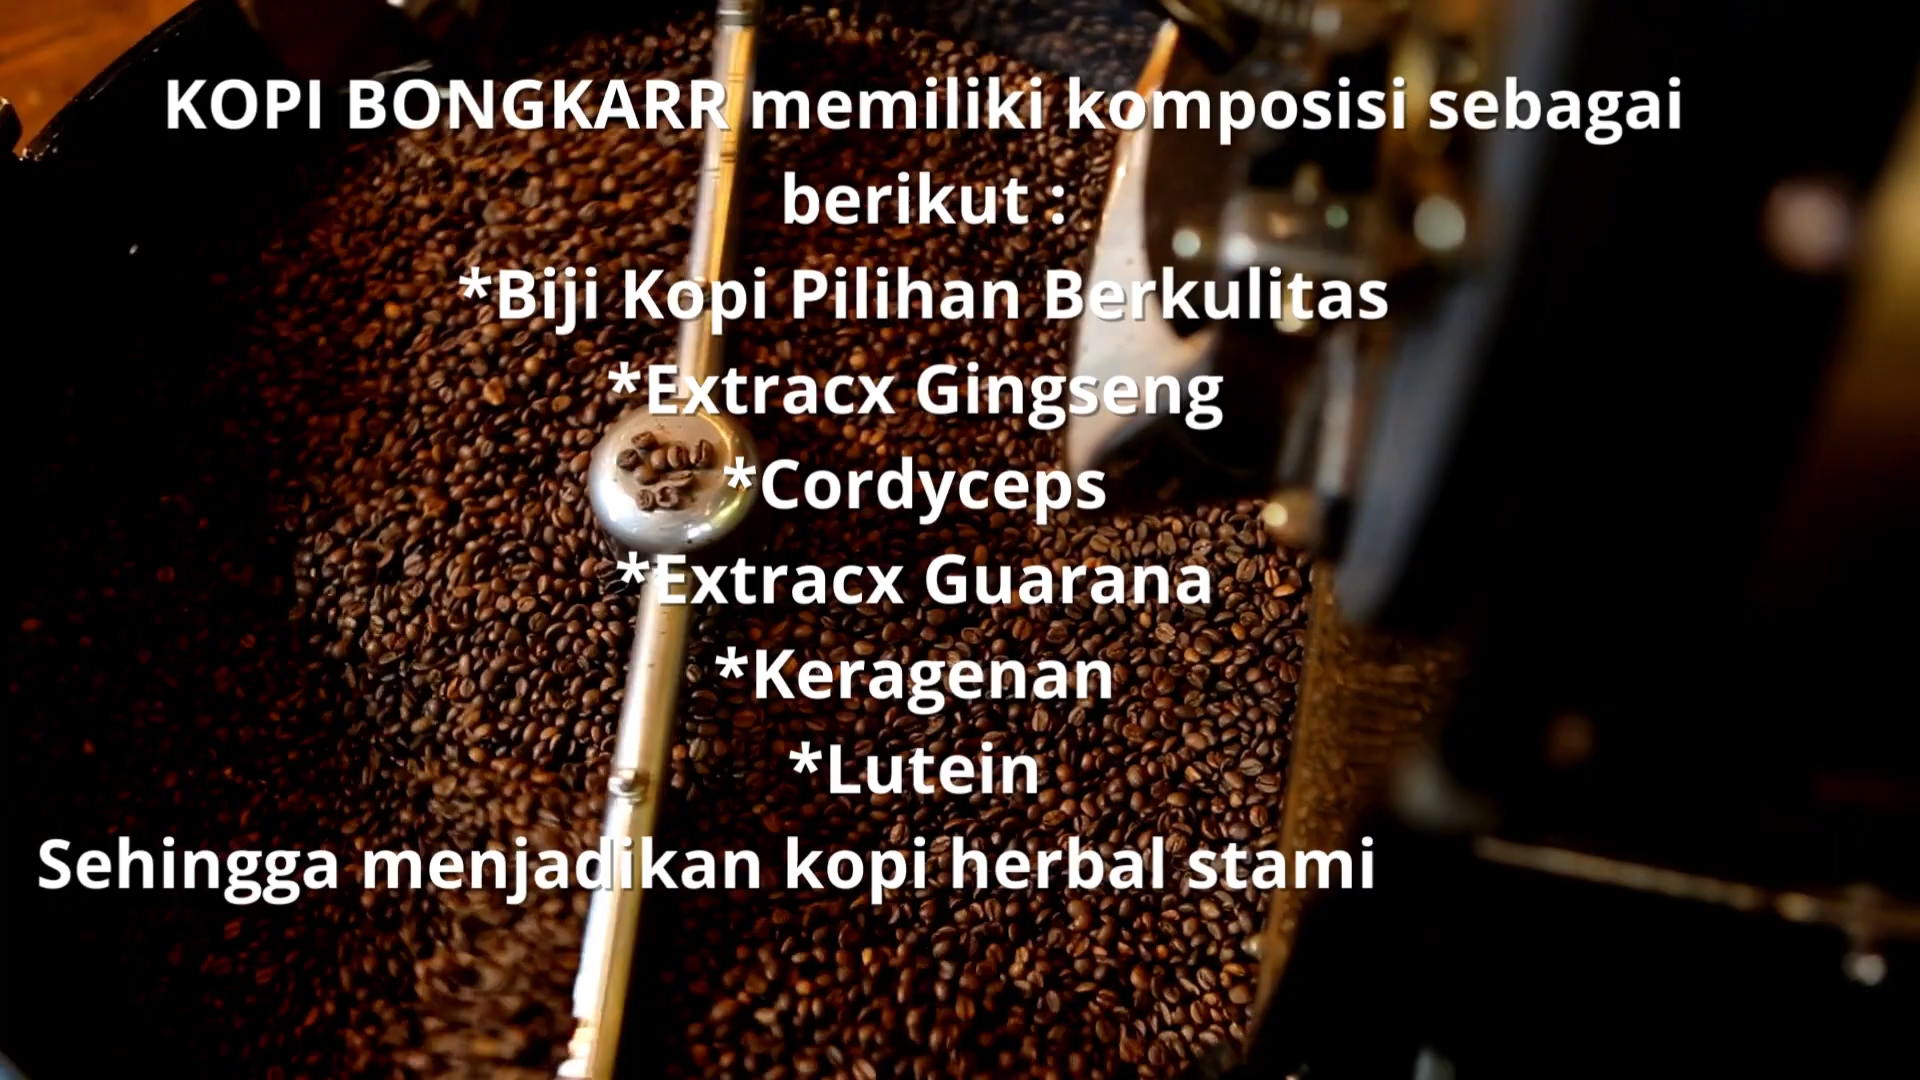 KOPI BONGKARR memiliki komposisi sebagai
berikut :
*Biji Kopi Pilihan Berkulitas
*Extracx Gingseng
*Cordyceps
*Extracx Guarana
*Keragenan
*Lutein
Sehingga menjadikan kopi herbal stami